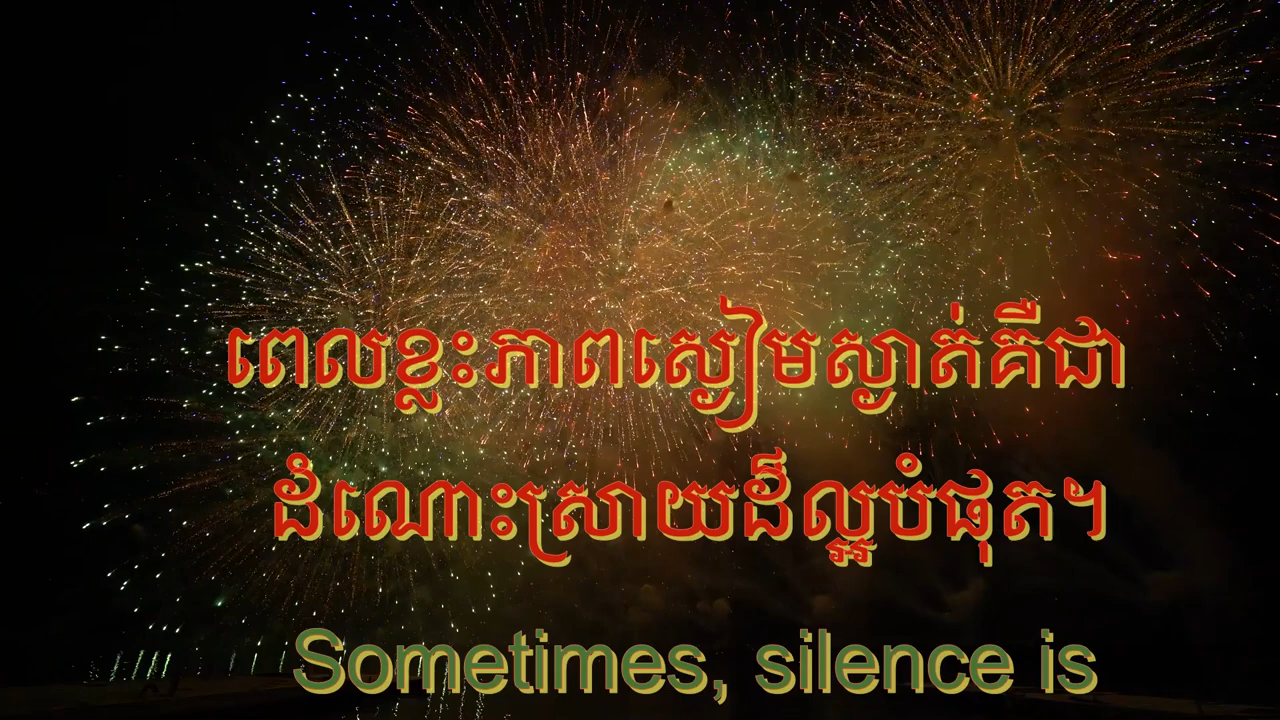 ពេលខ្លះភាពស្ងៀមស្ងាត់គឺជា
ដំណោះស្រាយដ៏ល្អបំផុត។
Sometimes, silence is